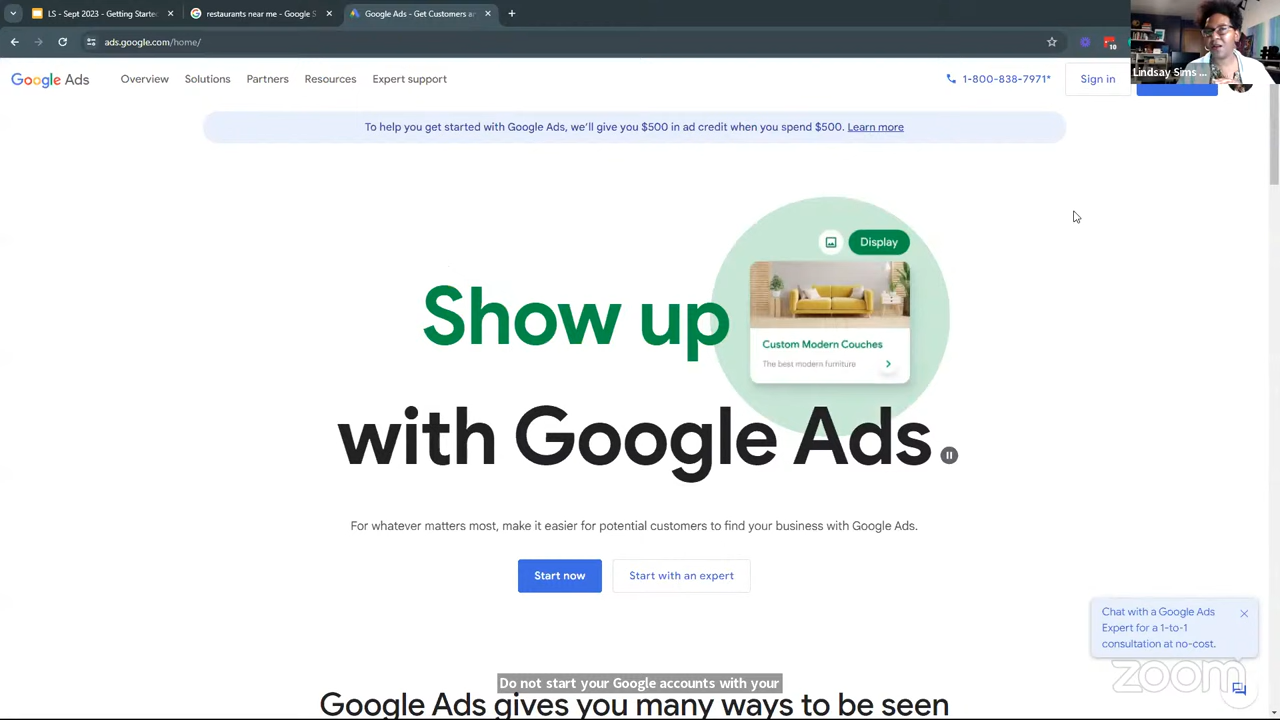 LS - Sept 2023 - Getting Starte
restaurants near me - Google S
Google Ads - Get Customers a
ads.google.com/home/
10
Lindsay Sims ...
Google Ads
Overview
Solutions
Partners
Resources
Expert support
1-800-838-7971*
Sign in
To help you get started with Google Ads, we'll give you $500 in ad credit when you spend $500. Learn more
Display
Show up
Custom Modern Couches
The best modern furniture
with Google Ads.
For whatever matters most, make it easier for potential customers to find your business with Google Ads.
Start now
Start with an expert
Chat with a Google Ads
Expert for a 1-to-1
consultation at no-cost.
zoom
Do not start your Google accounts with your
Google Ads gives you many ways to be seen